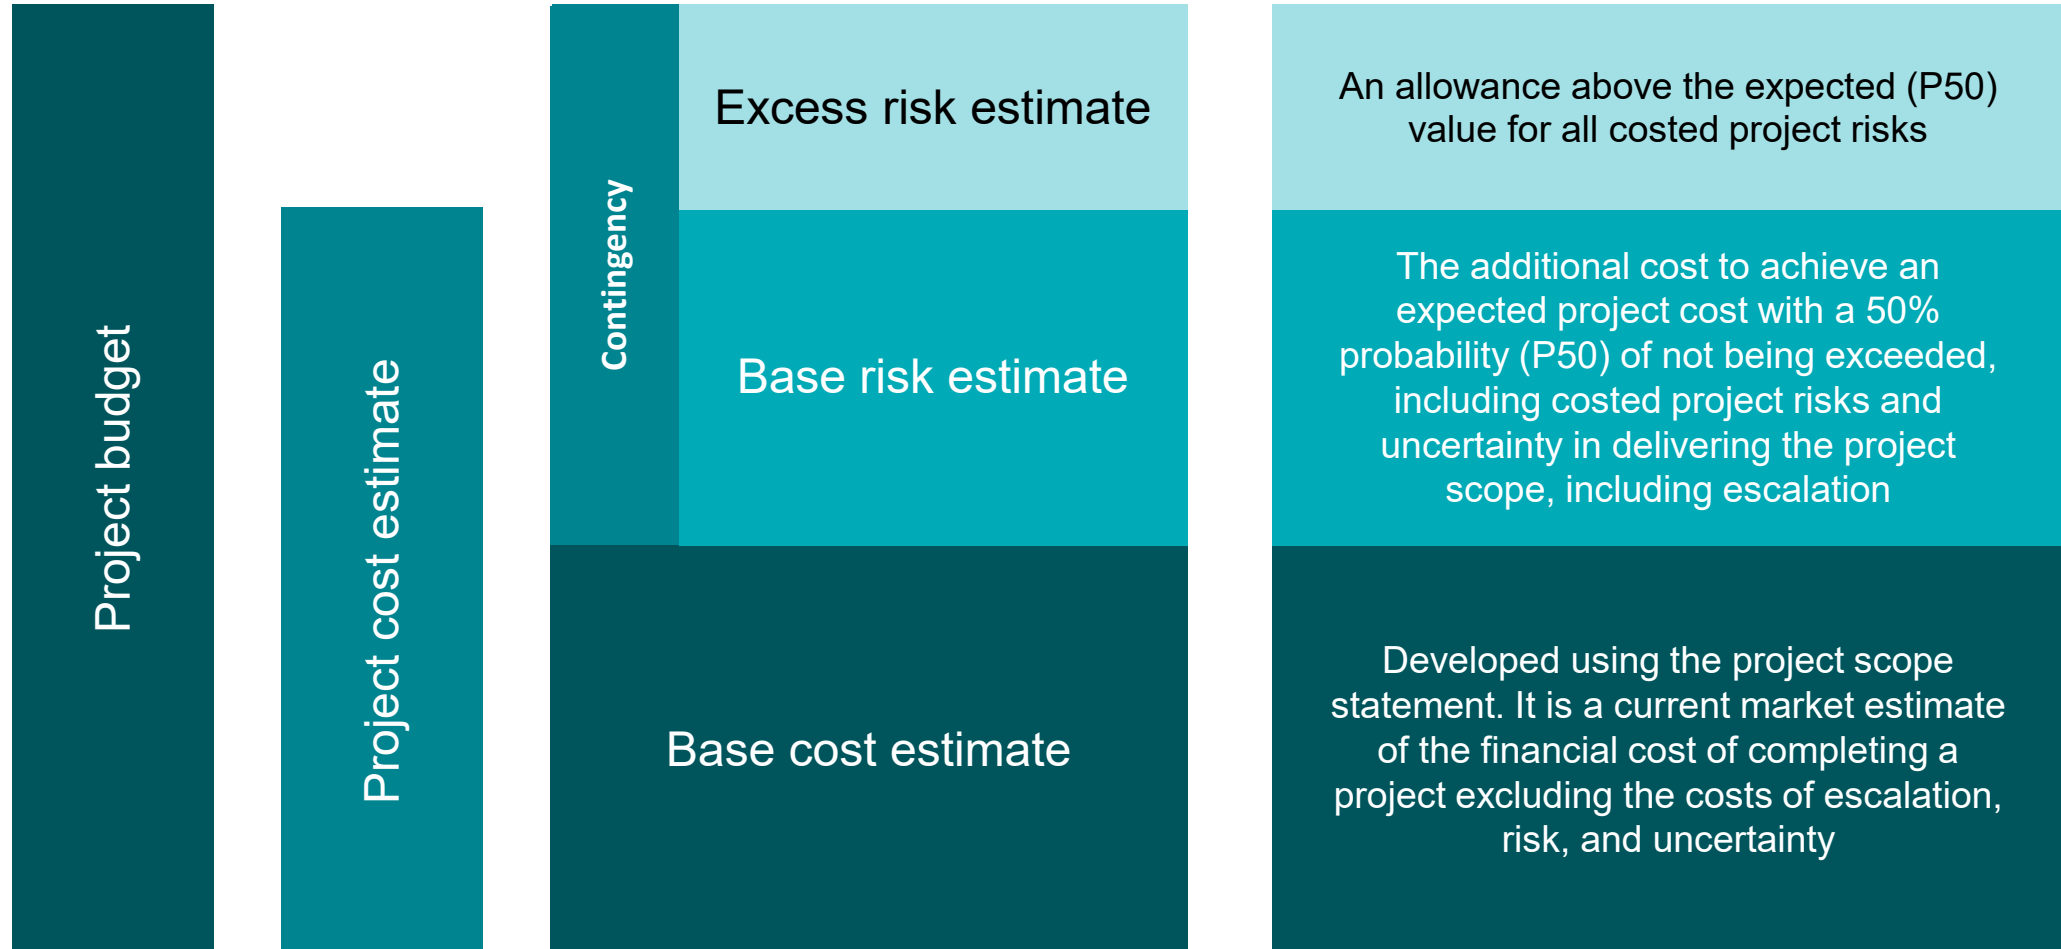 Project budget
Project cost estimate
Contingency
Excess risk estimate
An allowance above the expected (P50)
value for all costed project risks
Base risk estimate
The additional cost to achieve an
expected project cost with a 50%
probability (P50) of not being exceeded,
including costed project risks and
uncertainty in delivering the project
scope, including escalation
Base cost estimate
Developed using the project scope
statement. It is a current market estimate
of the financial cost of completing a
project excluding the costs of escalation,
risk, and uncertainty